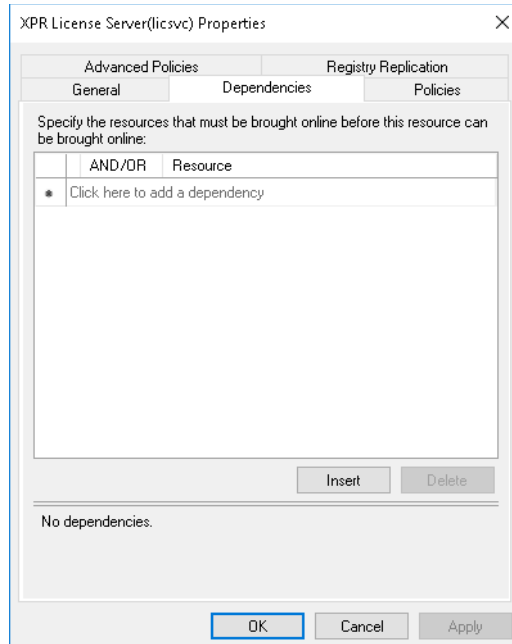 XPR License Server(licsvc) Properties
Advanced Policies Registry Replication
General Dependencies Policies
Specify the resources that must be brought online before this resource can
be brought online:
AND/OR Resource
Click here to add a dependency
Insert Delete
No dependencies.
OK Cancel Apply